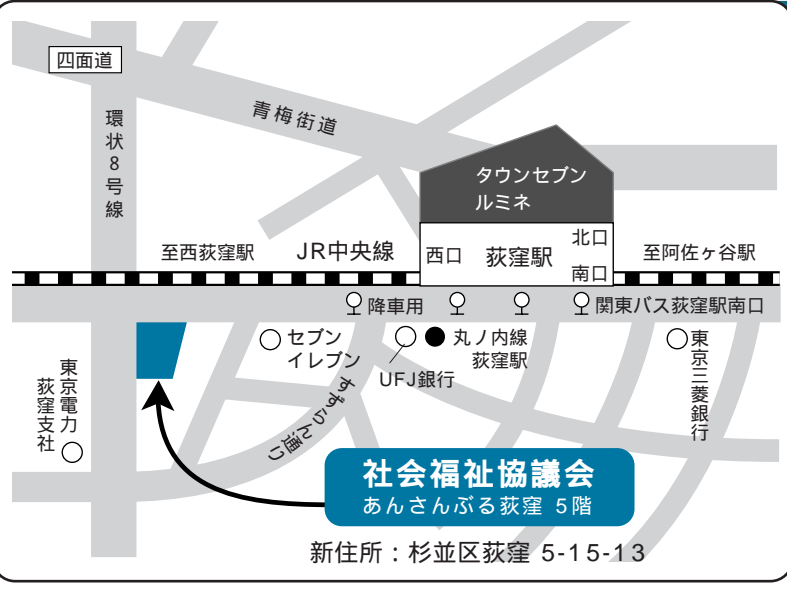 四面道
青梅街道
環状8号線
タウンセブン
ルミネ
至西荻窪駅
JR中央線
西口
荻窪駅
北口
南口
至阿佐ヶ谷駅
降車用
関東バス荻窪駅南口
セブン
イレブン
丸ノ内線
荻窪駅
UFJ銀行
東京三菱銀行
東京電力
荻窪支社
すずらん通り
社会福祉協議会
あんさんぶる荻窪 5階
新住所：杉並区荻窪 5-15-13